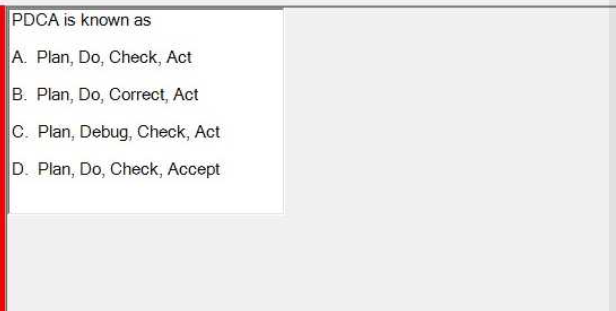 PDCA is known as
A. Plan, Do, Check, Act
B. Plan, Do, Correct, Act
C. Plan, Debug, Check, Act
D. Plan, Do, Check, Accept